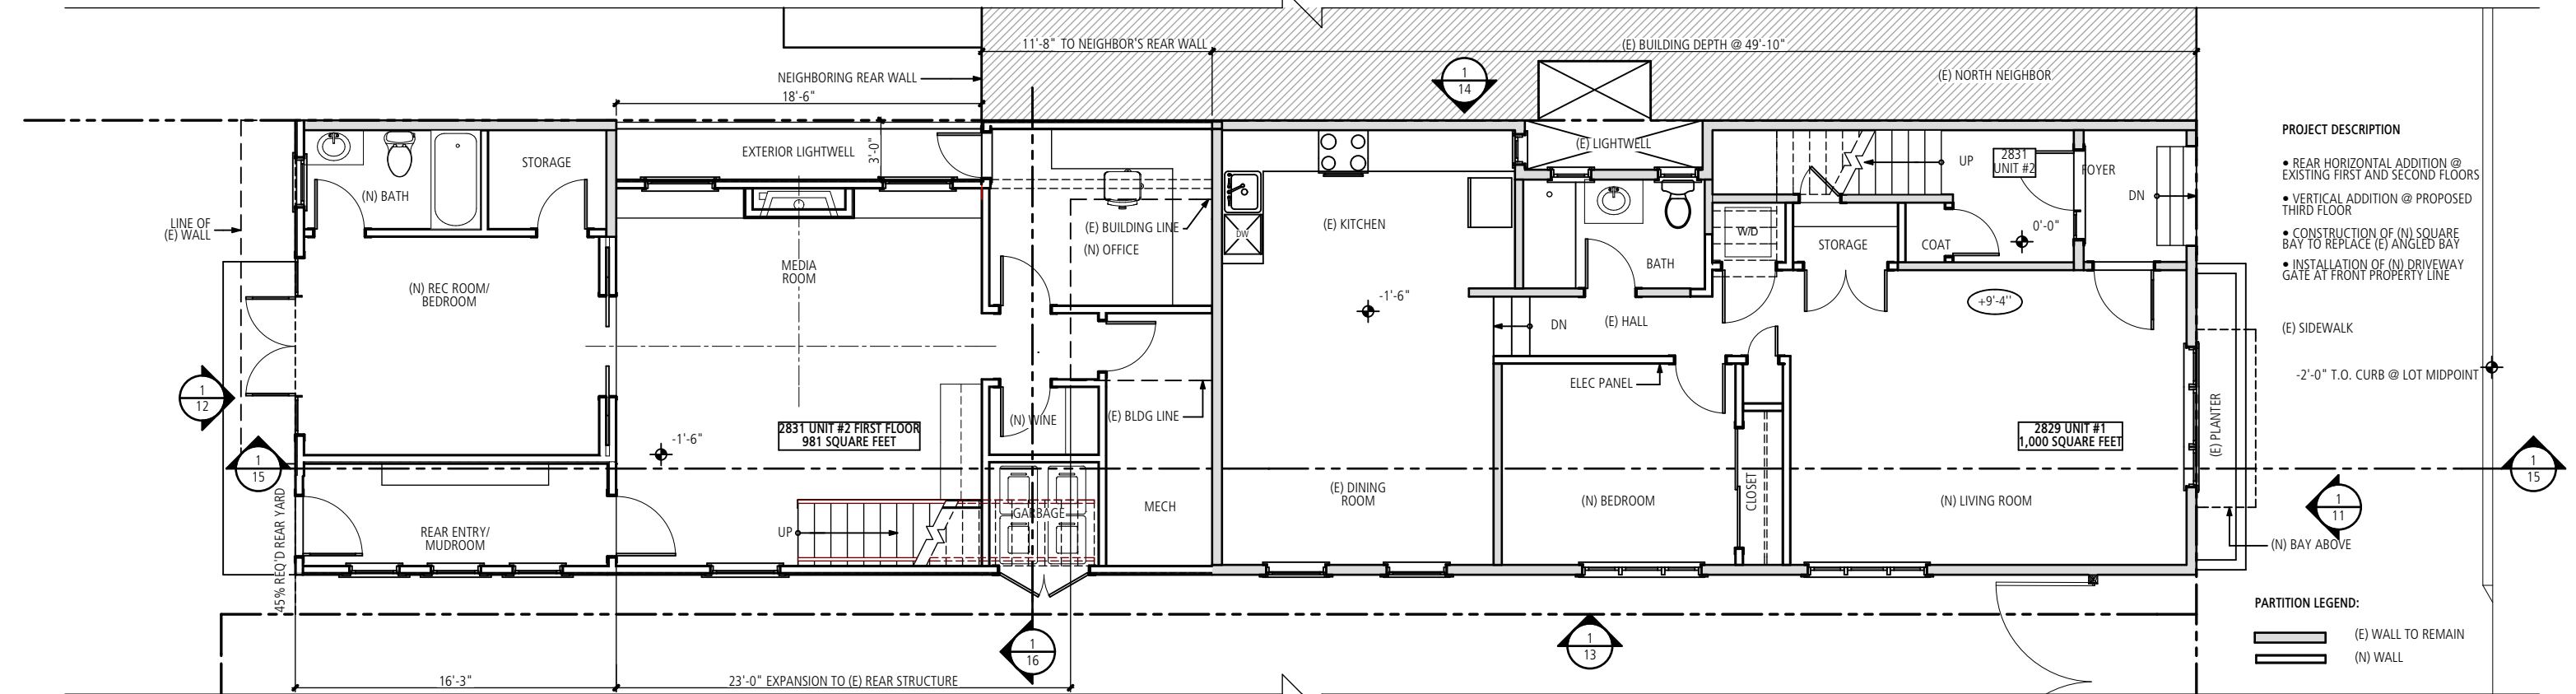 11'-8" TO NEIGHBOR'S REAR WALL
(E) BUILDING DEPTH @ 49'-10"
NEIGHBORING REAR WALL
(E) NORTH NEIGHBOR
18'-6"
1
14
EXTERIOR LIGHTWELL
3'-0"
(E) LIGHTWELL
STORAGE
(N) BATH
UP
2831
UNIT #2
FOYER
DN
LINE OF
(E) WALL
(E) BUILDING LINE
(N) OFFICE
(E) KITCHEN
DW
W/D
STORAGE
COAT
0'-0"
BATH
MEDIA
ROOM
(N) REC ROOM/
BEDROOM
-1'-6"
+9'-4"
DN
(E) HALL
1
12
ELEC PANEL
(N) WINE
(E) BLDG LINE
2831 UNIT #2 FIRST FLOOR
981 SQUARE FEET
-1'-6"
2829 UNIT #1
1,000 SQUARE FEET
(E) PLANTER
1
15
1
15
45% REQ'D REAR YARD
(E) DINING
ROOM
(N) BEDROOM
CLOSET
(N) LIVING ROOM
MECH
GARBAGE
UP
REAR ENTRY/
MUDROOM
1
11
(N) BAY ABOVE
1
16
1
13
16'-3"
23'-0" EXPANSION TO (E) REAR STRUCTURE
PROJECT DESCRIPTION
• REAR HORIZONTAL ADDITION @
EXISTING FIRST AND SECOND FLOORS
• VERTICAL ADDITION @ PROPOSED
THIRD FLOOR
• CONSTRUCTION OF (N) SQUARE
BAY TO REPLACE (E) ANGLED BAY
• INSTALLATION OF (N) DRIVEWAY
GATE AT FRONT PROPERTY LINE
(E) SIDEWALK
-2'-0" T.O. CURB @ LOT MIDPOINT
PARTITION LEGEND:
(E) WALL TO REMAIN
(N) WALL